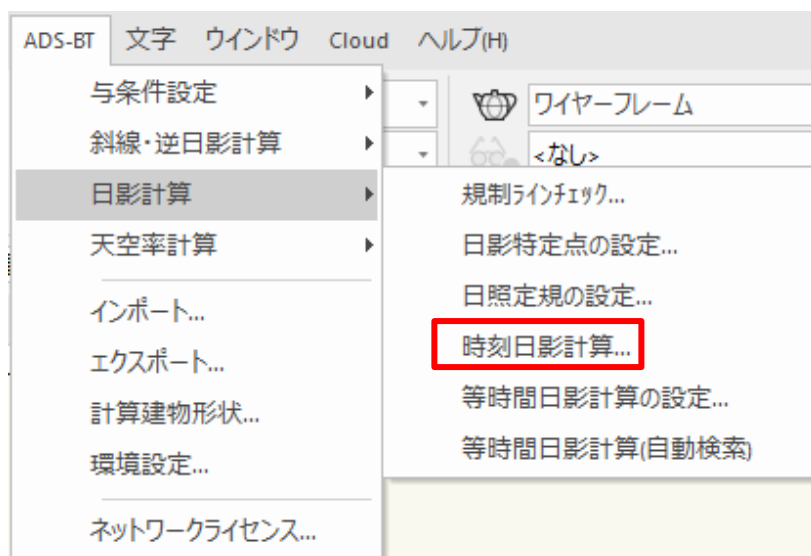 ADS-BT 文字 ウインドウ Cloud ヘルプ(H)
与条件設定
ワイヤーフレーム
斜線・逆日影計算
<なし>
日影計算
規制ﾗｲﾝﾁｪｯｸ...
天空率計算
日影特定点の設定...
日照定規の設定...
インポート...
時刻日影計算...
エクスポート...
等時間日影計算の設定...
計算建物形状...
等時間日影計算(自動検索)
環境設定...
ネットワークライセンス...